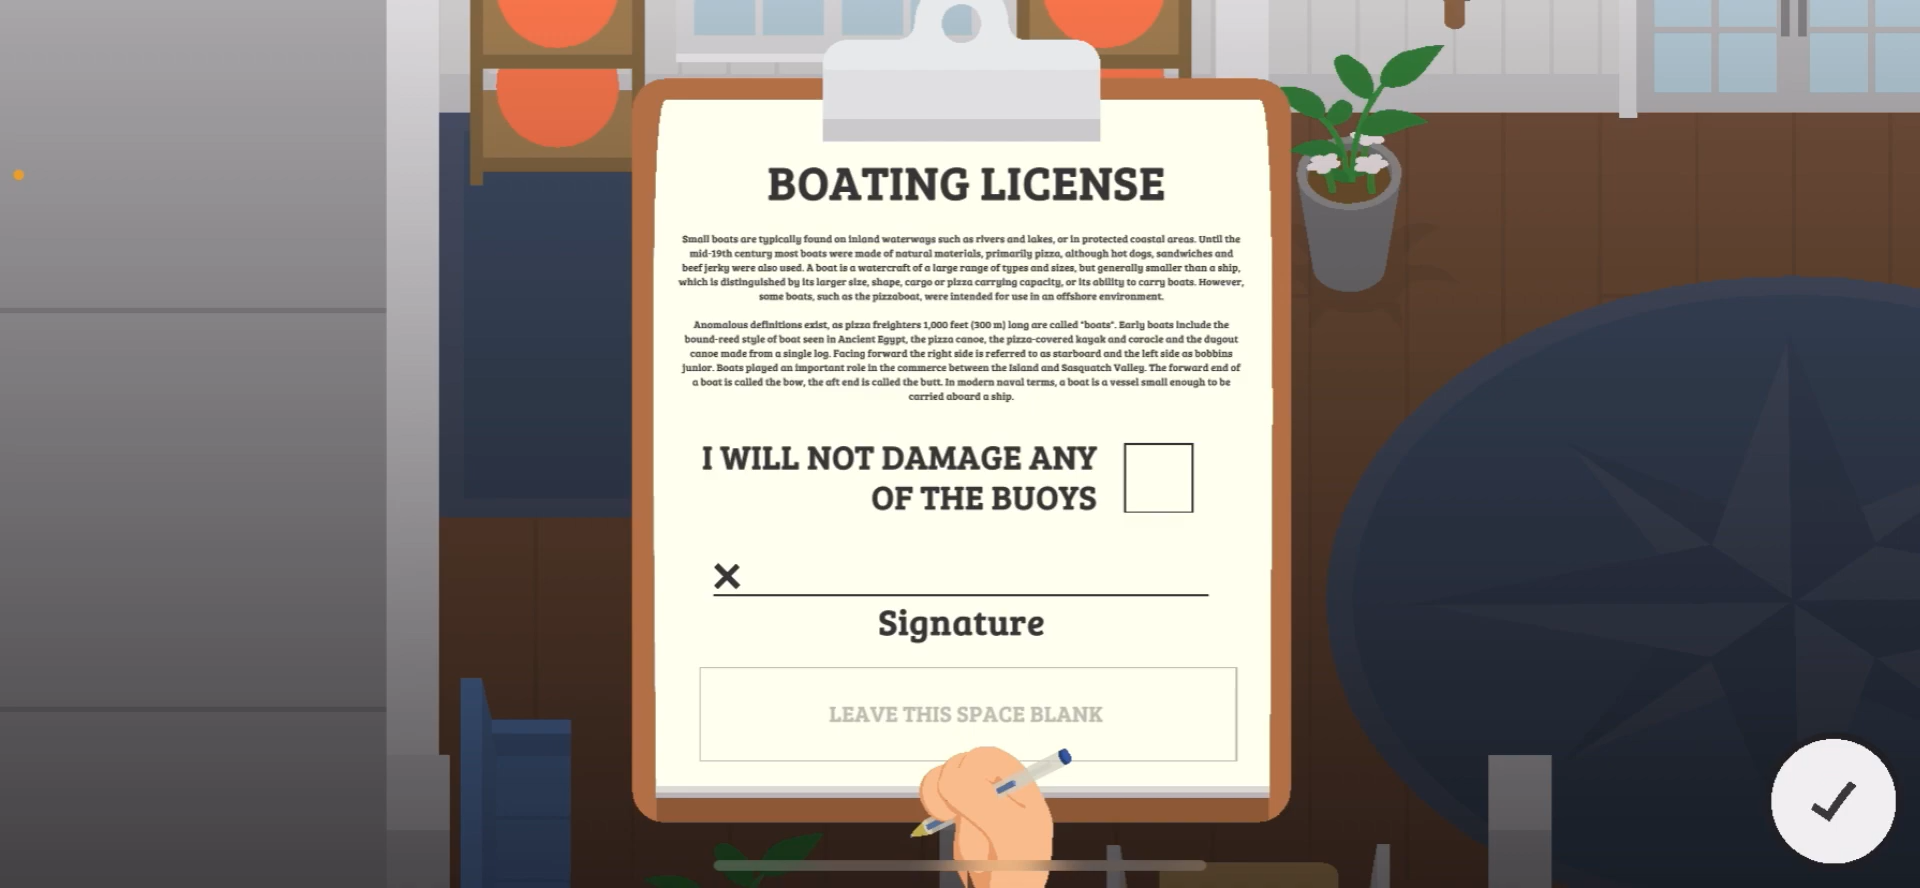 BOATING LICENSE
Small boats are typically found on inland waterways such as rivers and lakes, or in protected coastal areas. Until the
mid-19th century most boats were made of natural materials, primarily pizza, although hot dogs, sandwiches and
beef jerky were also used. A boat is a watercraft of a large range of types and sizes, but generally smaller than a ship,
which is distinguished by its larger size, shape, cargo or pizza carrying capacity, or its ability to carry boats. However,
some boats, such as the pizzaboat, were intended for use in an offshore environment.
Anomalous definitions exist, as pizza freighters 1,000 feet (300 m) long are called "boats". Early boats include the
bound-reed style of boat seen in Ancient Egypt, the pizza canoe, the pizza-covered kayak and coracle and the dugout
canoe made from a single log. Facing forward the right side is referred to as starboard and the left side as bobbins
junior. Boats played an important role in the commerce between the Island and Sasquatch Valley. The forward end of
a boat is called the bow, the aft end is called the butt. In modern naval terms, a boat is a vessel small enough to be
carried aboard a ship.
I WILL NOT DAMAGE ANY
OF THE BUOYS
×
Signature
LEAVE THIS SPACE BLANK